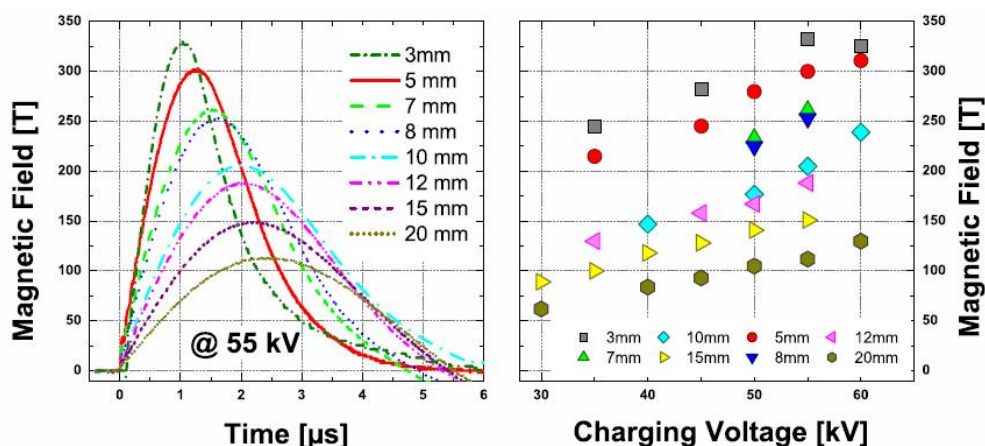 Magnetic Field [T]
350
300
250
200
150
100
50
0
3mm
5 mm
7 mm
8 mm
10 mm
12 mm
15 mm
20 mm
@ 55 kV
0 1 2 3 4 5 6
Time [µs]
3mm 10mm 5mm 12mm
7mm 15mm 8mm 20mm
30 40 50 60
Charging Voltage [kV]
350
300
250
200
150
100
50
0
Magnetic Field [T]